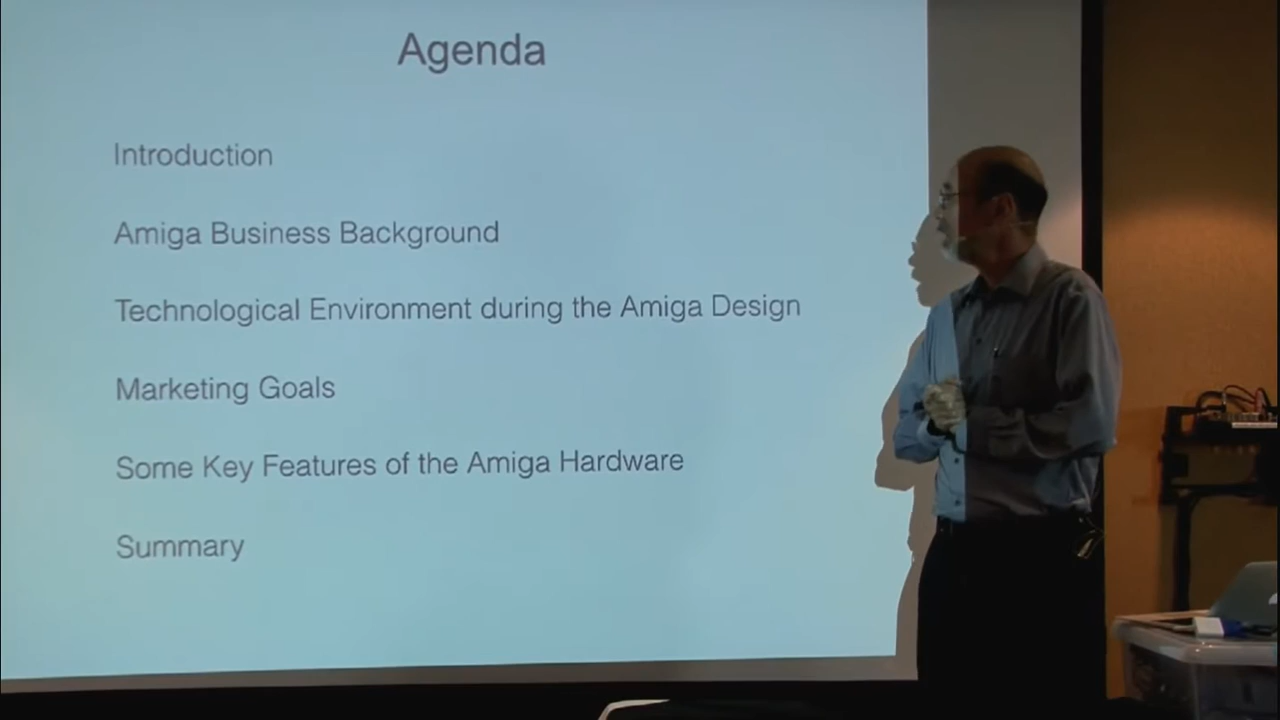 Agenda
Introduction
Amiga Business Background
Technological Environment during the Amiga Design
Marketing Goals
Some Key Features of the Amiga Hardware
Summary